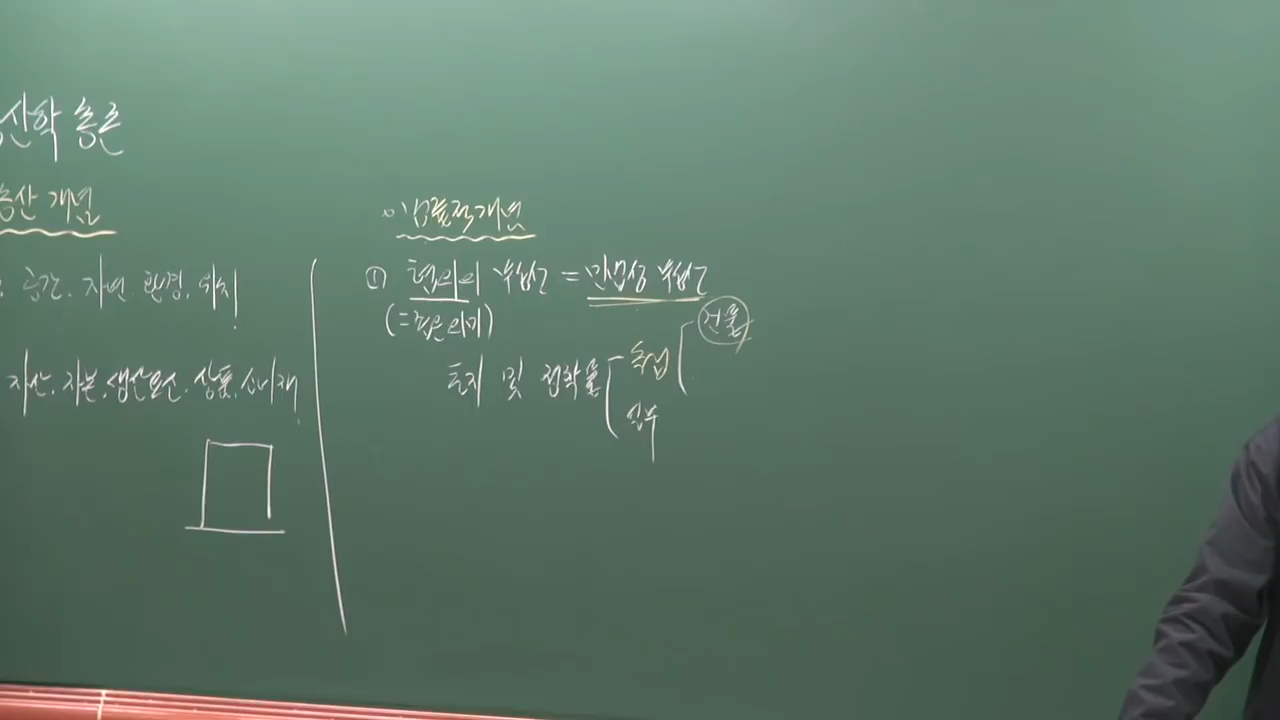 산학 총론
동산 개념
공간, 자연, 환경, 위치
자산, 자본, 생산요소, 상품, 소비재
법률적 개념
① 협의의 부동산 = 민법상 부동산
(=좁은 의미)
토지 및 정착물
독립
일부
건물